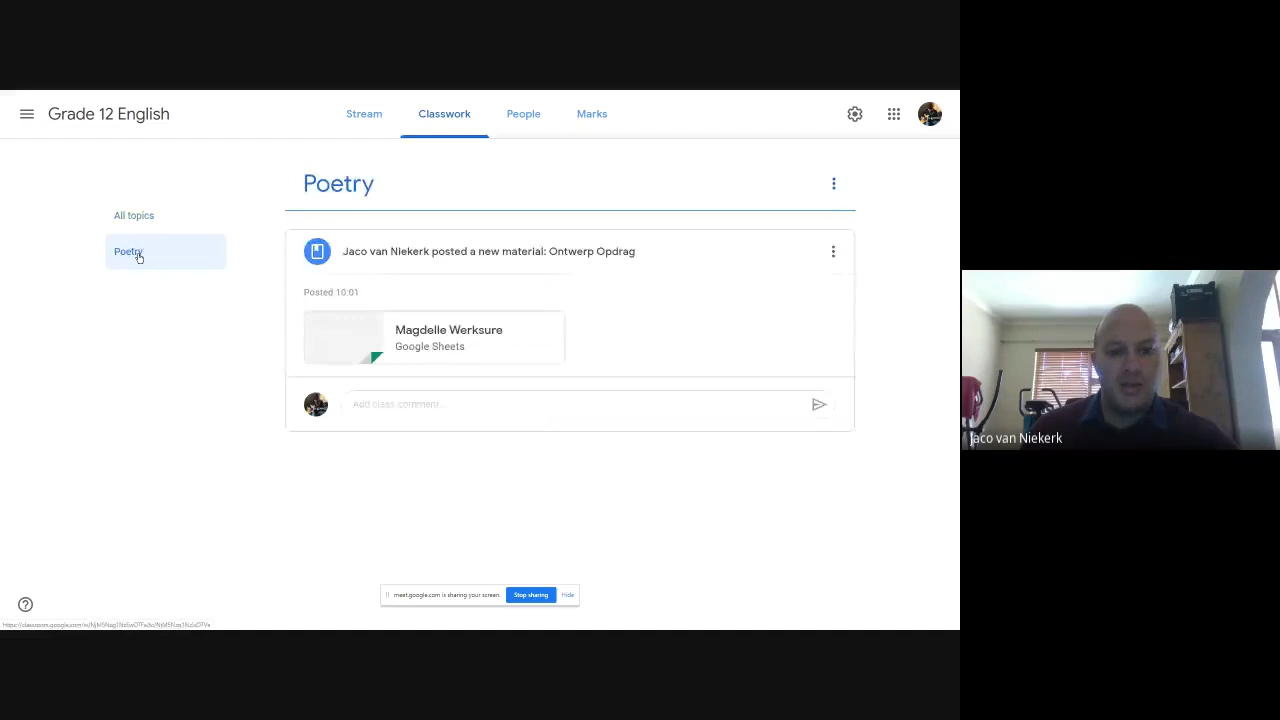 Grade 12 English
Stream
Classwork
People
Marks
Poetry
All topics
Poetry
Jaco van Niekerk posted a new material: Ontwerp Opdrag
Posted 10:01
Magdelle Werksure
Google Sheets
Add class comment...
meet.google.com is sharing your screen.
Stop sharing
Hide
Jaco van Niekerk